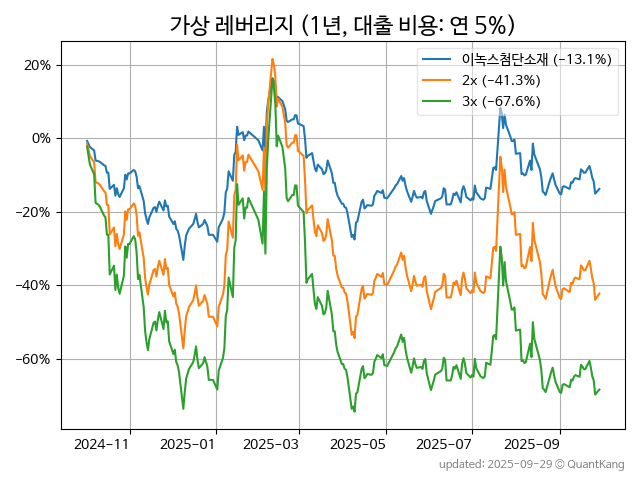 가상 레버리지 (1년, 대출 비용: 연 5%)
이녹스첨단소재 (−13.1%)
2x (−41.3%)
3x (−67.6%)
20%
0%
−20%
−40%
−60%
2024-11 2025-01 2025-03 2025-05 2025-07 2025-09
updated: 2025-09-29 © QuantKang